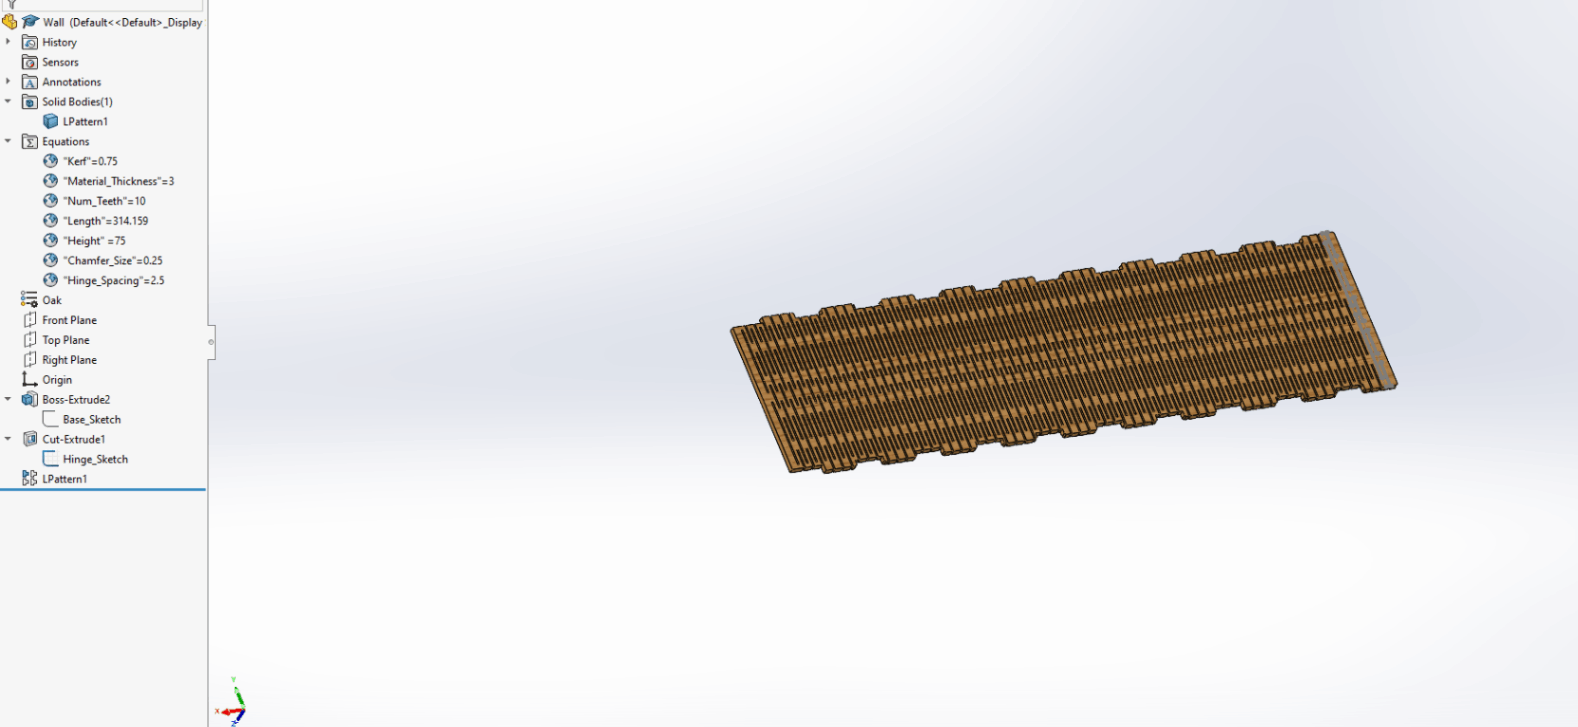 Wall (Default<<Default>_Display
History
Sensors
Annotations
Solid Bodies(1)
LPattern1
Equations
"Kerf"=0.75
"Material_Thickness"=3
"Num_Teeth"=10
"Length"=314.159
"Height" =75
"Chamfer_Size"=0.25
"Hinge_Spacing"=2.5
Oak
Front Plane
Top Plane
Right Plane
Origin
Boss-Extrude2
Base_Sketch
Cut-Extrude1
Hinge_Sketch
LPattern1
Y
X
Z